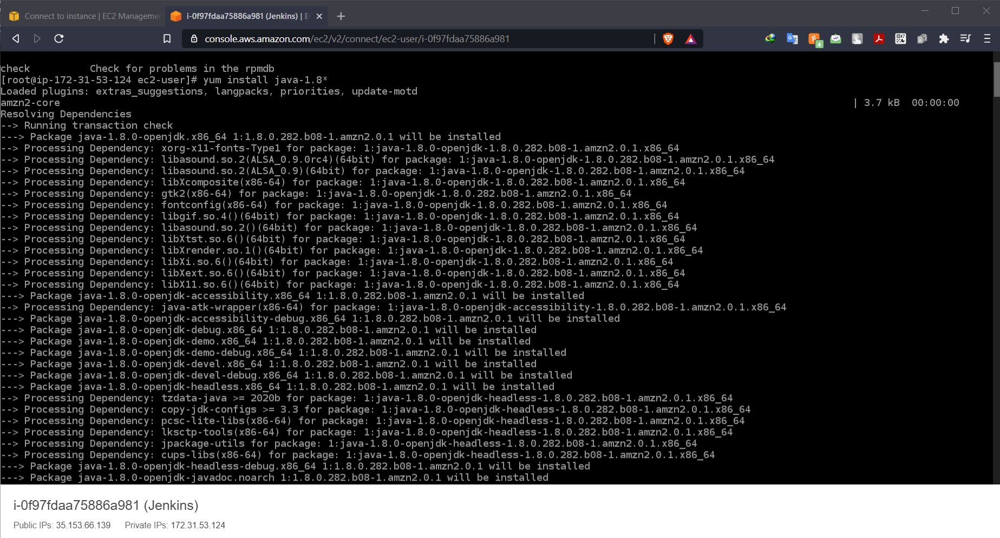 Connect to instance | EC2 Managemen
i-0f97fdaa75886a981 (Jenkins) | E
console.aws.amazon.com/ec2/v2/connect/ec2-user/i-0f97fdaa75886a981
4
check          Check for problems in the rpmdb
[root@ip-172-31-53-124 ec2-user]# yum install java-1.8*
Loaded plugins: extras_suggestions, langpacks, priorities, update-motd
amzn2-core | 3.7 kB  00:00:00
Resolving Dependencies
--> Running transaction check
---> Package java-1.8.0-openjdk.x86_64 1:1.8.0.282.b08-1.amzn2.0.1 will be installed
--> Processing Dependency: xorg-x11-fonts-Type1 for package: 1:java-1.8.0-openjdk-1.8.0.282.b08-1.amzn2.0.1.x86_64
--> Processing Dependency: libasound.so.2(ALSA_0.9.0rc4)(64bit) for package: 1:java-1.8.0-openjdk-1.8.0.282.b08-1.amzn2.0.1.x86_64
--> Processing Dependency: libasound.so.2(ALSA_0.9)(64bit) for package: 1:java-1.8.0-openjdk-1.8.0.282.b08-1.amzn2.0.1.x86_64
--> Processing Dependency: libXcomposite(x86-64) for package: 1:java-1.8.0-openjdk-1.8.0.282.b08-1.amzn2.0.1.x86_64
--> Processing Dependency: gtk2(x86-64) for package: 1:java-1.8.0-openjdk-1.8.0.282.b08-1.amzn2.0.1.x86_64
--> Processing Dependency: fontconfig(x86-64) for package: 1:java-1.8.0-openjdk-1.8.0.282.b08-1.amzn2.0.1.x86_64
--> Processing Dependency: libgif.so.4()(64bit) for package: 1:java-1.8.0-openjdk-1.8.0.282.b08-1.amzn2.0.1.x86_64
--> Processing Dependency: libasound.so.2()(64bit) for package: 1:java-1.8.0-openjdk-1.8.0.282.b08-1.amzn2.0.1.x86_64
--> Processing Dependency: libXtst.so.6()(64bit) for package: 1:java-1.8.0-openjdk-1.8.0.282.b08-1.amzn2.0.1.x86_64
--> Processing Dependency: libXrender.so.1()(64bit) for package: 1:java-1.8.0-openjdk-1.8.0.282.b08-1.amzn2.0.1.x86_64
--> Processing Dependency: libXi.so.6()(64bit) for package: 1:java-1.8.0-openjdk-1.8.0.282.b08-1.amzn2.0.1.x86_64
--> Processing Dependency: libXext.so.6()(64bit) for package: 1:java-1.8.0-openjdk-1.8.0.282.b08-1.amzn2.0.1.x86_64
--> Processing Dependency: libX11.so.6()(64bit) for package: 1:java-1.8.0-openjdk-1.8.0.282.b08-1.amzn2.0.1.x86_64
---> Package java-1.8.0-openjdk-accessibility.x86_64 1:1.8.0.282.b08-1.amzn2.0.1 will be installed
--> Processing Dependency: java-atk-wrapper(x86-64) for package: 1:java-1.8.0-openjdk-accessibility-1.8.0.282.b08-1.amzn2.0.1.x86_64
---> Package java-1.8.0-openjdk-accessibility-debug.x86_64 1:1.8.0.282.b08-1.amzn2.0.1 will be installed
---> Package java-1.8.0-openjdk-debug.x86_64 1:1.8.0.282.b08-1.amzn2.0.1 will be installed
---> Package java-1.8.0-openjdk-demo.x86_64 1:1.8.0.282.b08-1.amzn2.0.1 will be installed
---> Package java-1.8.0-openjdk-demo-debug.x86_64 1:1.8.0.282.b08-1.amzn2.0.1 will be installed
---> Package java-1.8.0-openjdk-devel.x86_64 1:1.8.0.282.b08-1.amzn2.0.1 will be installed
---> Package java-1.8.0-openjdk-devel-debug.x86_64 1:1.8.0.282.b08-1.amzn2.0.1 will be installed
---> Package java-1.8.0-openjdk-headless.x86_64 1:1.8.0.282.b08-1.amzn2.0.1 will be installed
--> Processing Dependency: tzdata-java >= 2020b for package: 1:java-1.8.0-openjdk-headless-1.8.0.282.b08-1.amzn2.0.1.x86_64
--> Processing Dependency: copy-jdk-configs >= 3.3 for package: 1:java-1.8.0-openjdk-headless-1.8.0.282.b08-1.amzn2.0.1.x86_64
--> Processing Dependency: pcsc-lite-libs(x86-64) for package: 1:java-1.8.0-openjdk-headless-1.8.0.282.b08-1.amzn2.0.1.x86_64
--> Processing Dependency: lksctp-tools(x86-64) for package: 1:java-1.8.0-openjdk-headless-1.8.0.282.b08-1.amzn2.0.1.x86_64
--> Processing Dependency: jpackage-utils for package: 1:java-1.8.0-openjdk-headless-1.8.0.282.b08-1.amzn2.0.1.x86_64
--> Processing Dependency: cups-libs(x86-64) for package: 1:java-1.8.0-openjdk-headless-1.8.0.282.b08-1.amzn2.0.1.x86_64
---> Package java-1.8.0-openjdk-headless-debug.x86_64 1:1.8.0.282.b08-1.amzn2.0.1 will be installed
---> Package java-1.8.0-openjdk-javadoc.noarch 1:1.8.0.282.b08-1.amzn2.0.1 will be installed
i-0f97fdaa75886a981 (Jenkins)
Public IPs: 35.153.66.139 Private IPs: 172.31.53.124